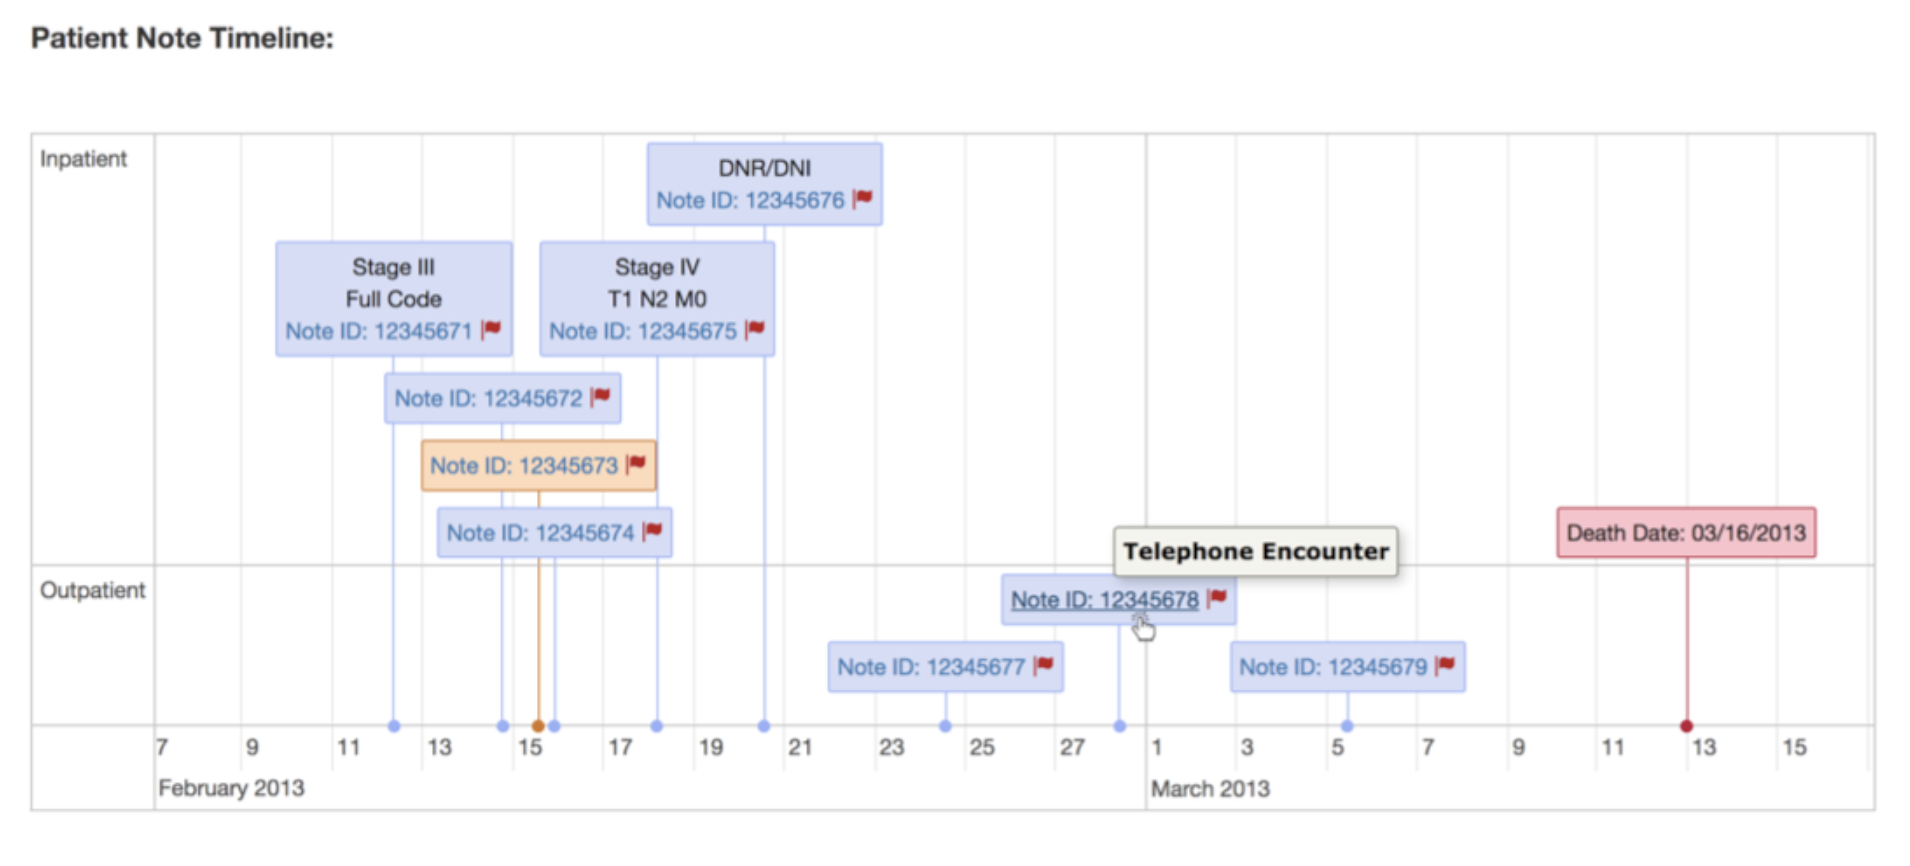 Patient Note Timeline:
Inpatient
DNR/DNI
Note ID: 12345676
Stage III
Full Code
Note ID: 12345671
Stage IV
T1 N2 M0
Note ID: 12345675
Note ID: 12345672
Note ID: 12345673
Note ID: 12345674
Death Date: 03/16/2013
Telephone Encounter
Outpatient
Note ID: 12345678
Note ID: 12345677
Note ID: 12345679
7 9 11 13 15 17 19 21 23 25 27 1 3 5 7 9 11 13 15
February 2013 March 2013